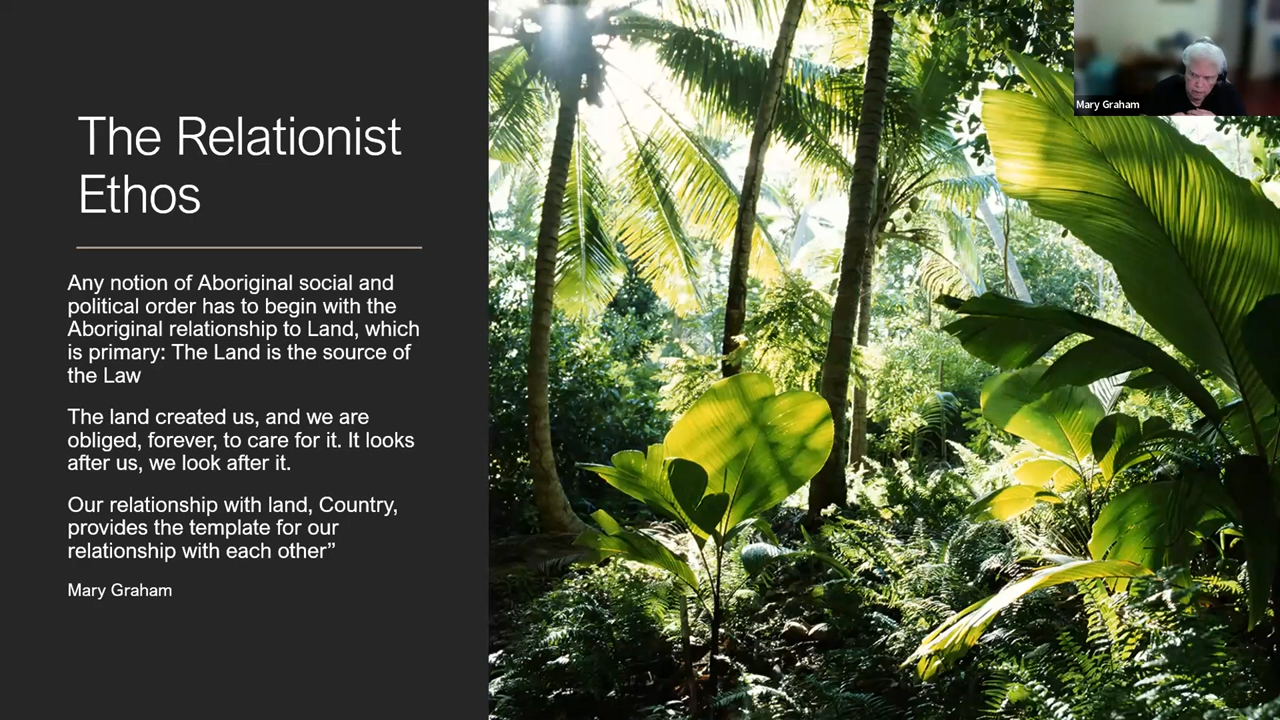 The Relationist
Ethos
Any notion of Aboriginal social and
political order has to begin with the
Aboriginal relationship to Land, which
is primary: The Land is the source of
the Law
The land created us, and we are
obliged, forever, to care for it. It looks
after us, we look after it.
Our relationship with land, Country,
provides the template for our
relationship with each other”
Mary Graham
Mary Graham